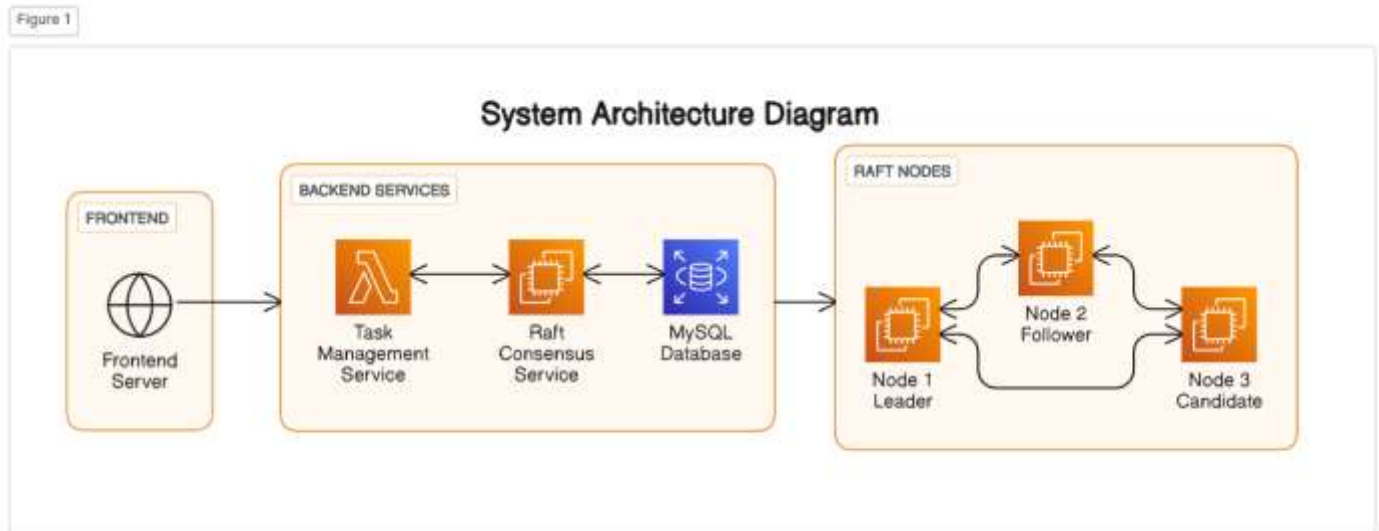 Figure 1
System Architecture Diagram
FRONTEND
Frontend
Server
BACKEND SERVICES
Task
Management
Service
Raft
Consensus
Service
MySQL
Database
RAFT NODES
Node 1
Leader
Node 2
Follower
Node 3
Candidate